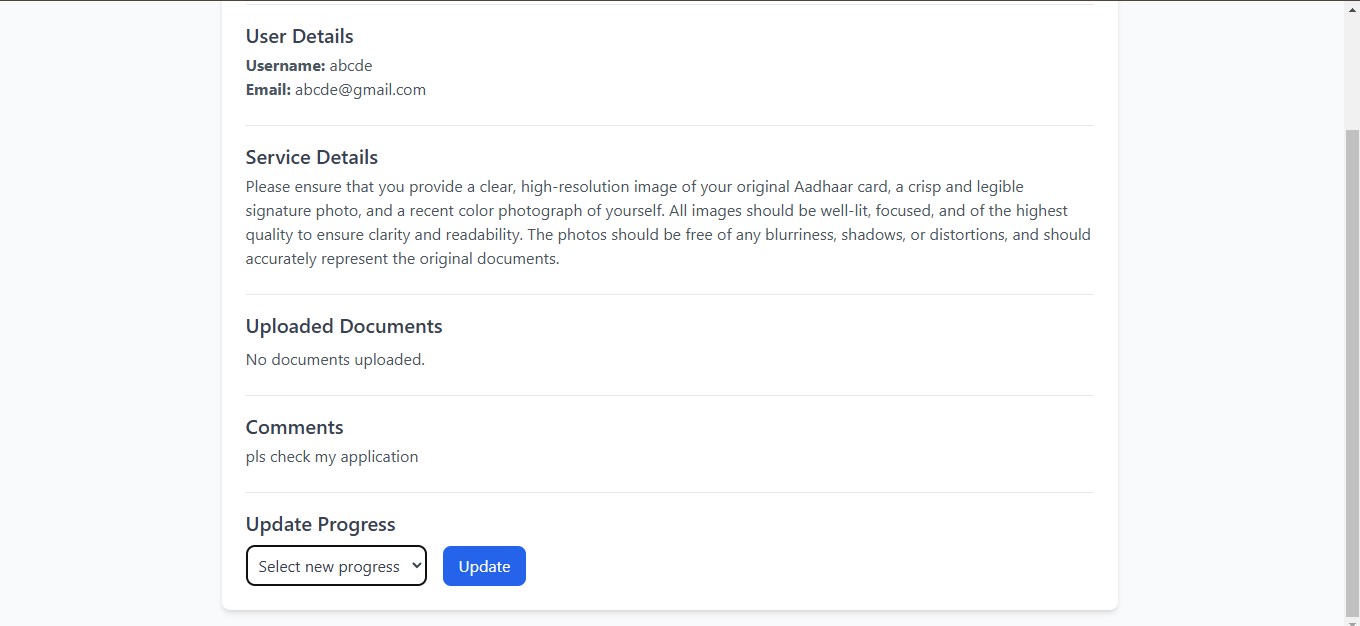 User Details
Username: abcde
Email: abcde@gmail.com
Service Details
Please ensure that you provide a clear, high-resolution image of your original Aadhaar card, a crisp and legible
signature photo, and a recent color photograph of yourself. All images should be well-lit, focused, and of the highest
quality to ensure clarity and readability. The photos should be free of any blurriness, shadows, or distortions, and should
accurately represent the original documents.
Uploaded Documents
No documents uploaded.
Comments
pls check my application
Update Progress
Select new progress Update